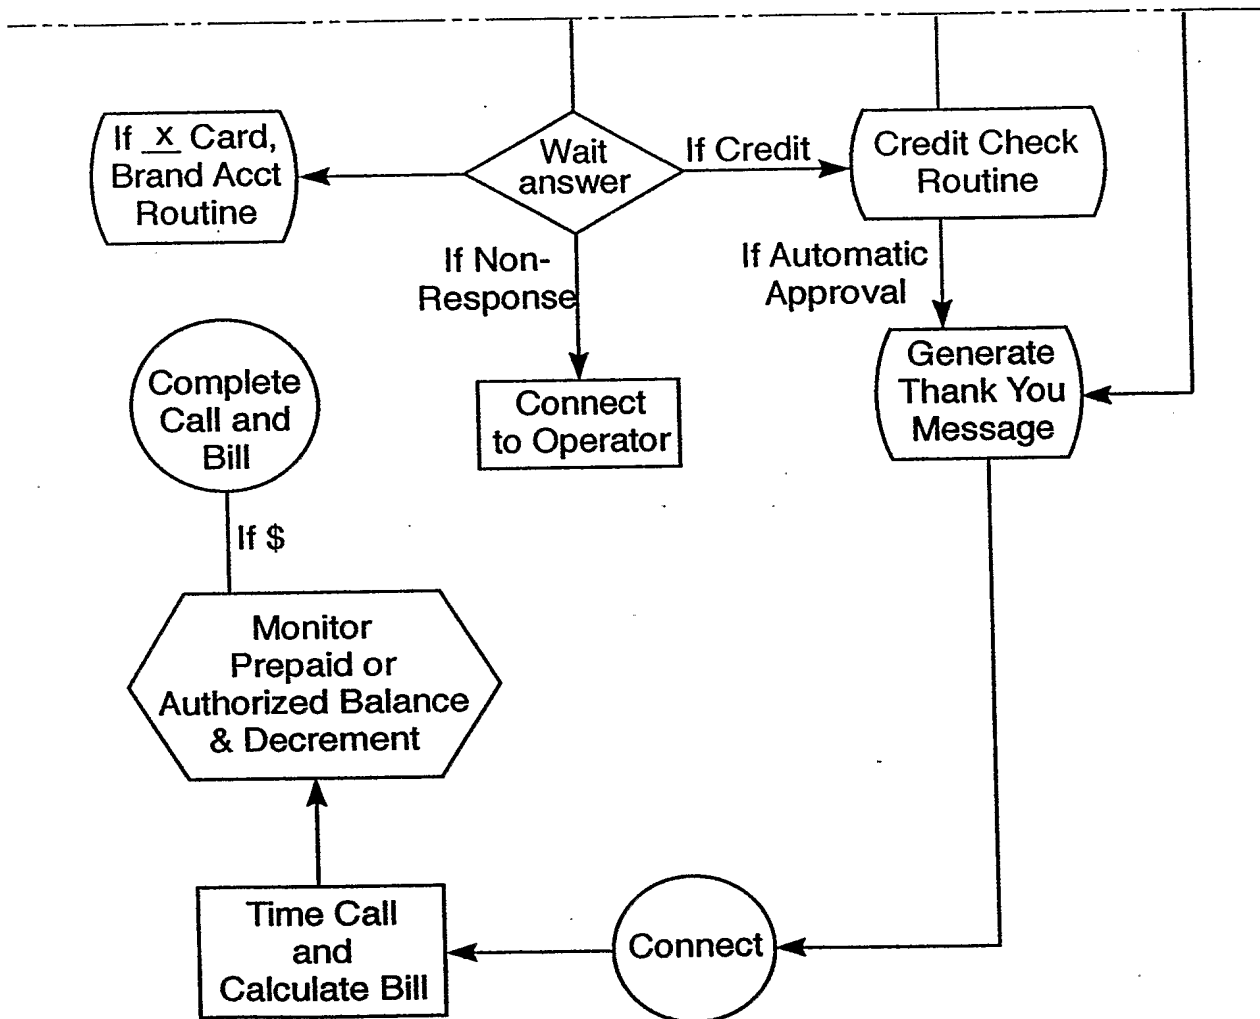 If x Card,
Brand Acct
Routine
Wait
answer
If Credit
Credit Check
Routine
If Non-
Response
If Automatic
Approval
Complete
Call and
Bill
Connect
to Operator
Generate
Thank You
Message
If $
Monitor
Prepaid or
Authorized Balance
& Decrement
Time Call
and
Calculate Bill
Connect